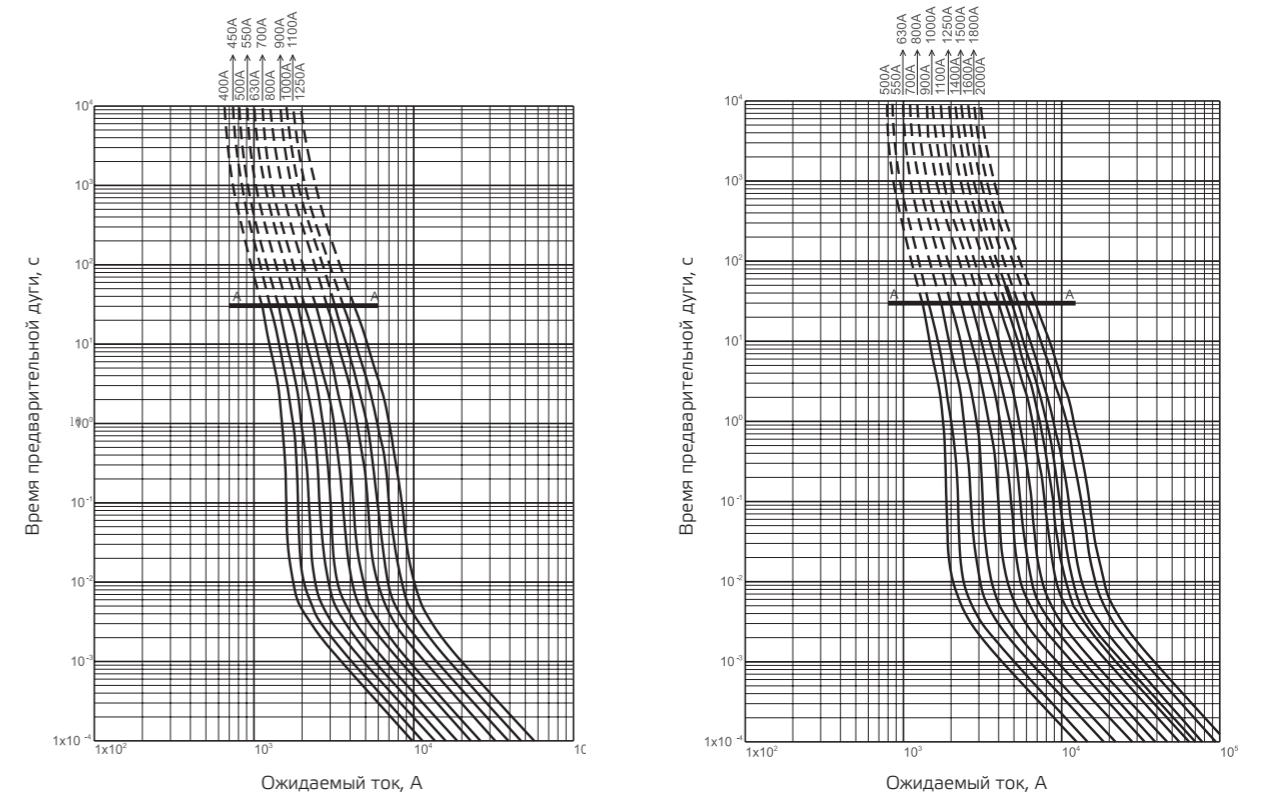 400A 450A 500A 550A 630A 700A 800A 900A 1000A 1100A 1250A
10⁴
10³
10²
A A
10¹
10⁰
10⁻¹
10⁻²
10⁻³
1x10⁻⁴
1x10² 10³ 10⁴
Время предварительной дуги, с
Ожидаемый ток, А
500A 550A 630A 700A 800A 900A 1000A 1100A 1250A 1400A 1500A 1600A 1800A 2000A
10⁴
10³
10²
A A
10¹
10⁰
10⁻¹
10⁻²
10⁻³
1x10⁻⁴
1x10² 10³ 10⁴ 10⁵
Время предварительной дуги, с
Ожидаемый ток, А